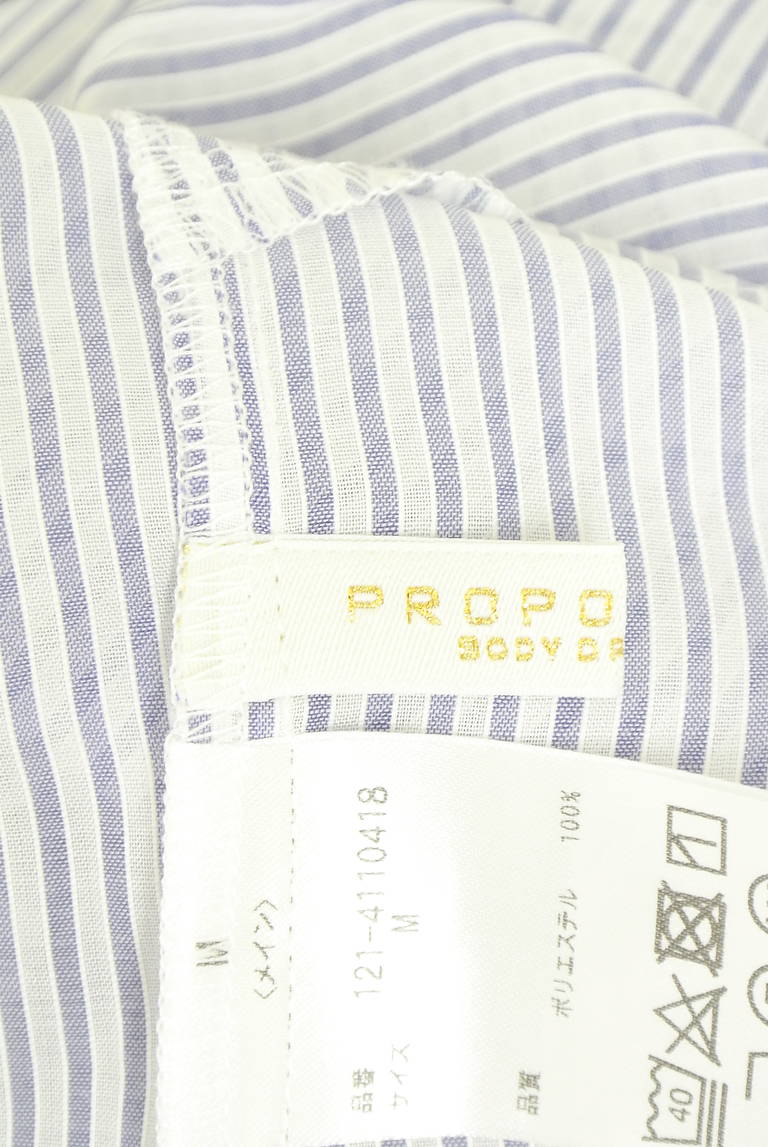 PROPO
BODY DR
M
〈メイン〉
品番 121-4110418
サイズ M
品質 ポリエステル 100%
40